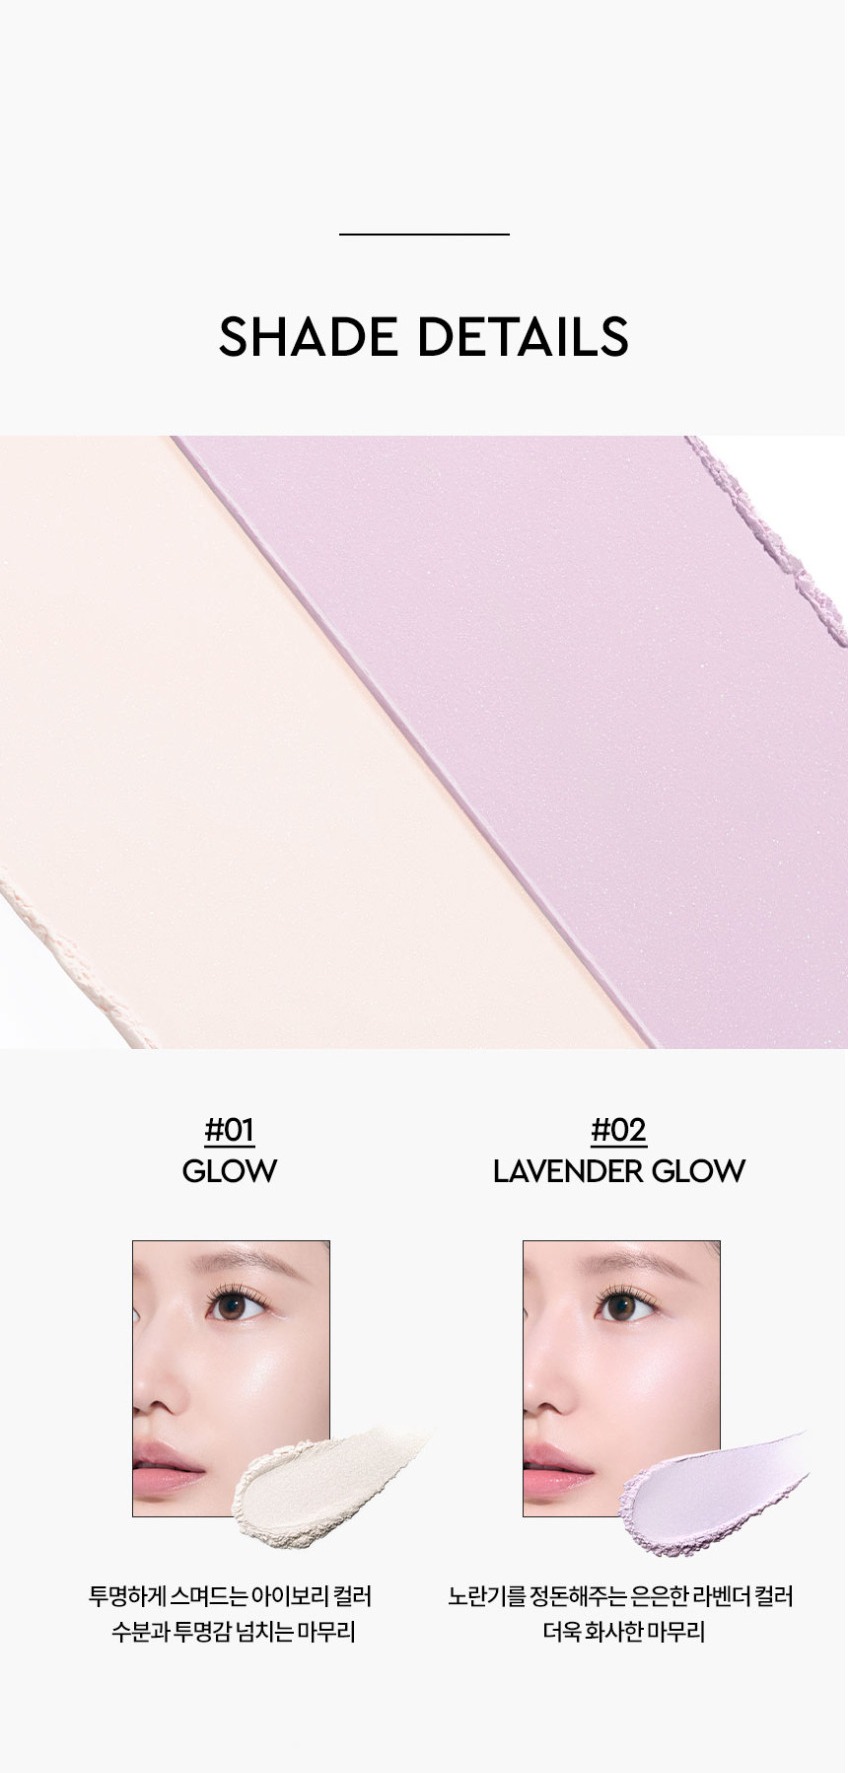 SHADE DETAILS
#01
GLOW
투명하게 스며드는 아이보리 컬러
수분과 투명감 넘치는 마무리
#02
LAVENDER GLOW
노란기를 정돈해주는 은은한 라벤더 컬러
더욱 화사한 마무리